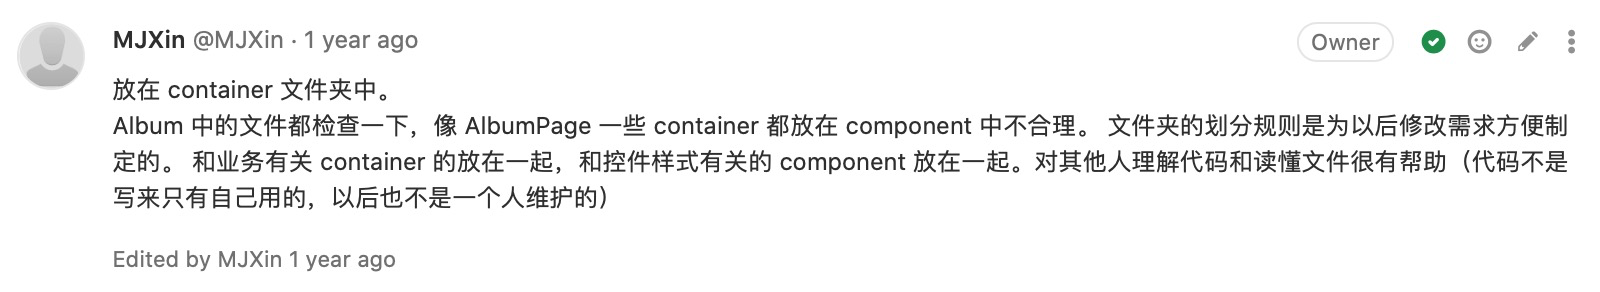 MJXin @MJXin · 1 year ago
Owner
放在 container 文件夹中。
Album 中的文件都检查一下，像 AlbumPage 一些 container 都放在 component 中不合理。 文件夹的划分规则是为以后修改需求方便制
定的。 和业务有关 container 的放在一起，和控件样式有关的 component 放在一起。对其他人理解代码和读懂文件很有帮助（代码不是
写来只有自己用的，以后也不是一个人维护的）
Edited by MJXin 1 year ago